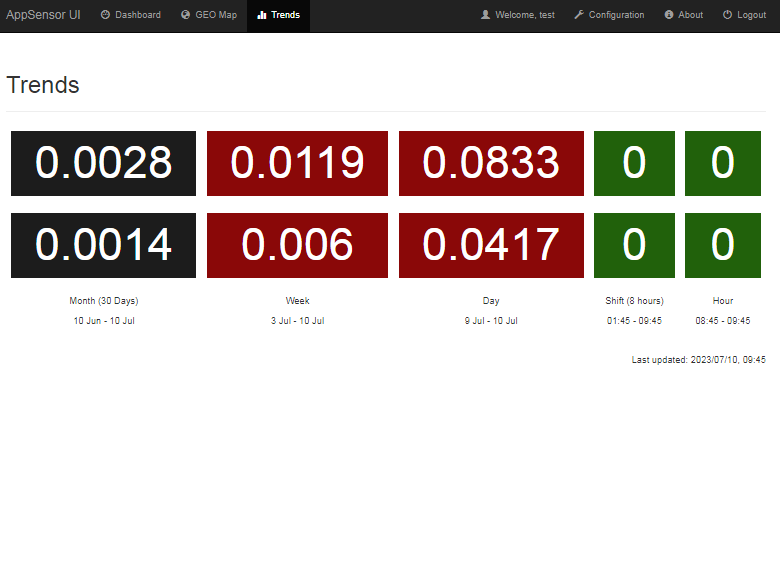 AppSensor UI Dashboard GEO Map Trends Welcome, test Configuration About Logout
Trends
0.0028 0.0119 0.0833 0 0
0.0014 0.006 0.0417 0 0
Month (30 Days) Week Day Shift (8 hours) Hour
10 Jun - 10 Jul 3 Jul - 10 Jul 9 Jul - 10 Jul 01:45 - 09:45 08:45 - 09:45
Last updated: 2023/07/10, 09:45